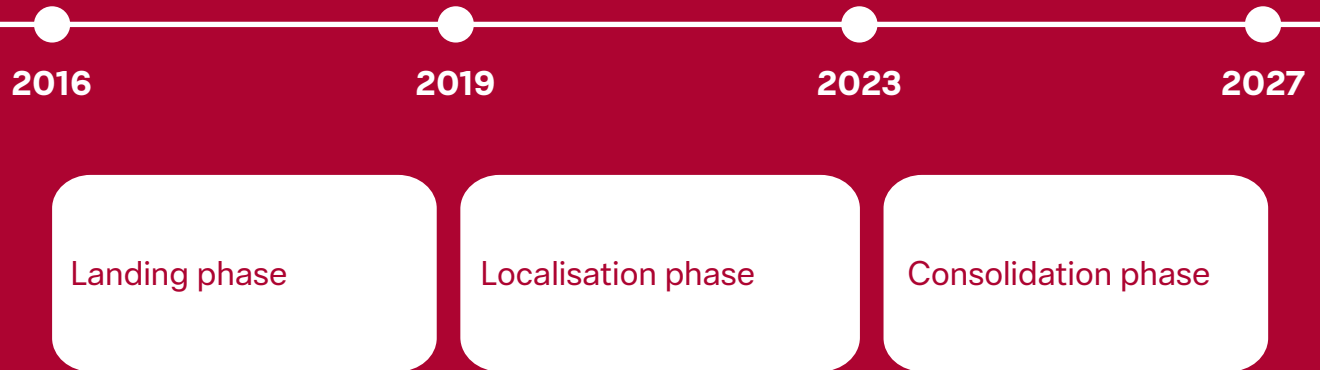 2016 2019 2023 2027
Landing phase Localisation phase Consolidation phase